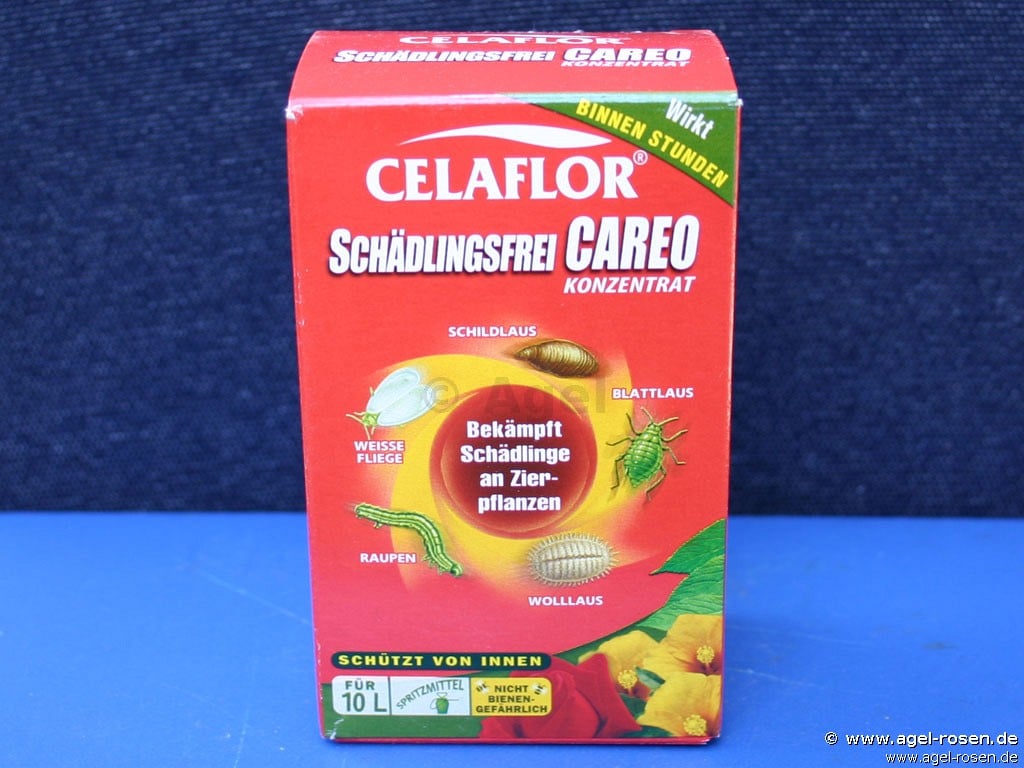 CELAFLOR
SCHÄDLINGSFREI CAREO
KONZENTRAT
Wirkt
BINNEN STUNDEN
CELAFLOR®
SCHÄDLINGSFREI CAREO
KONZENTRAT
SCHILDLAUS
BLATTLAUS
© Agel
WEISSE
FLIEGE
Bekämpft
Schädlinge
an Zier-
pflanzen
RAUPEN
WOLLLAUS
SCHÜTZT VON INNEN
FÜR
10 L
SPRITZMITTEL
NICHT
BIENEN-
GEFÄHRLICH
© www.agel-rosen.de
www.agel-rosen.de